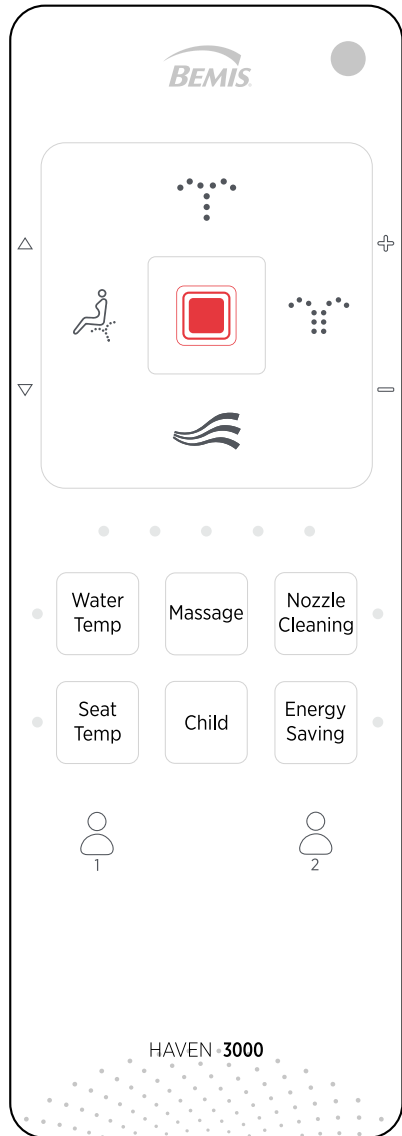 BEMIS
Water
Temp
Massage
Nozzle
Cleaning
Seat
Temp
Child
Energy
Saving
1
2
HAVEN 3000